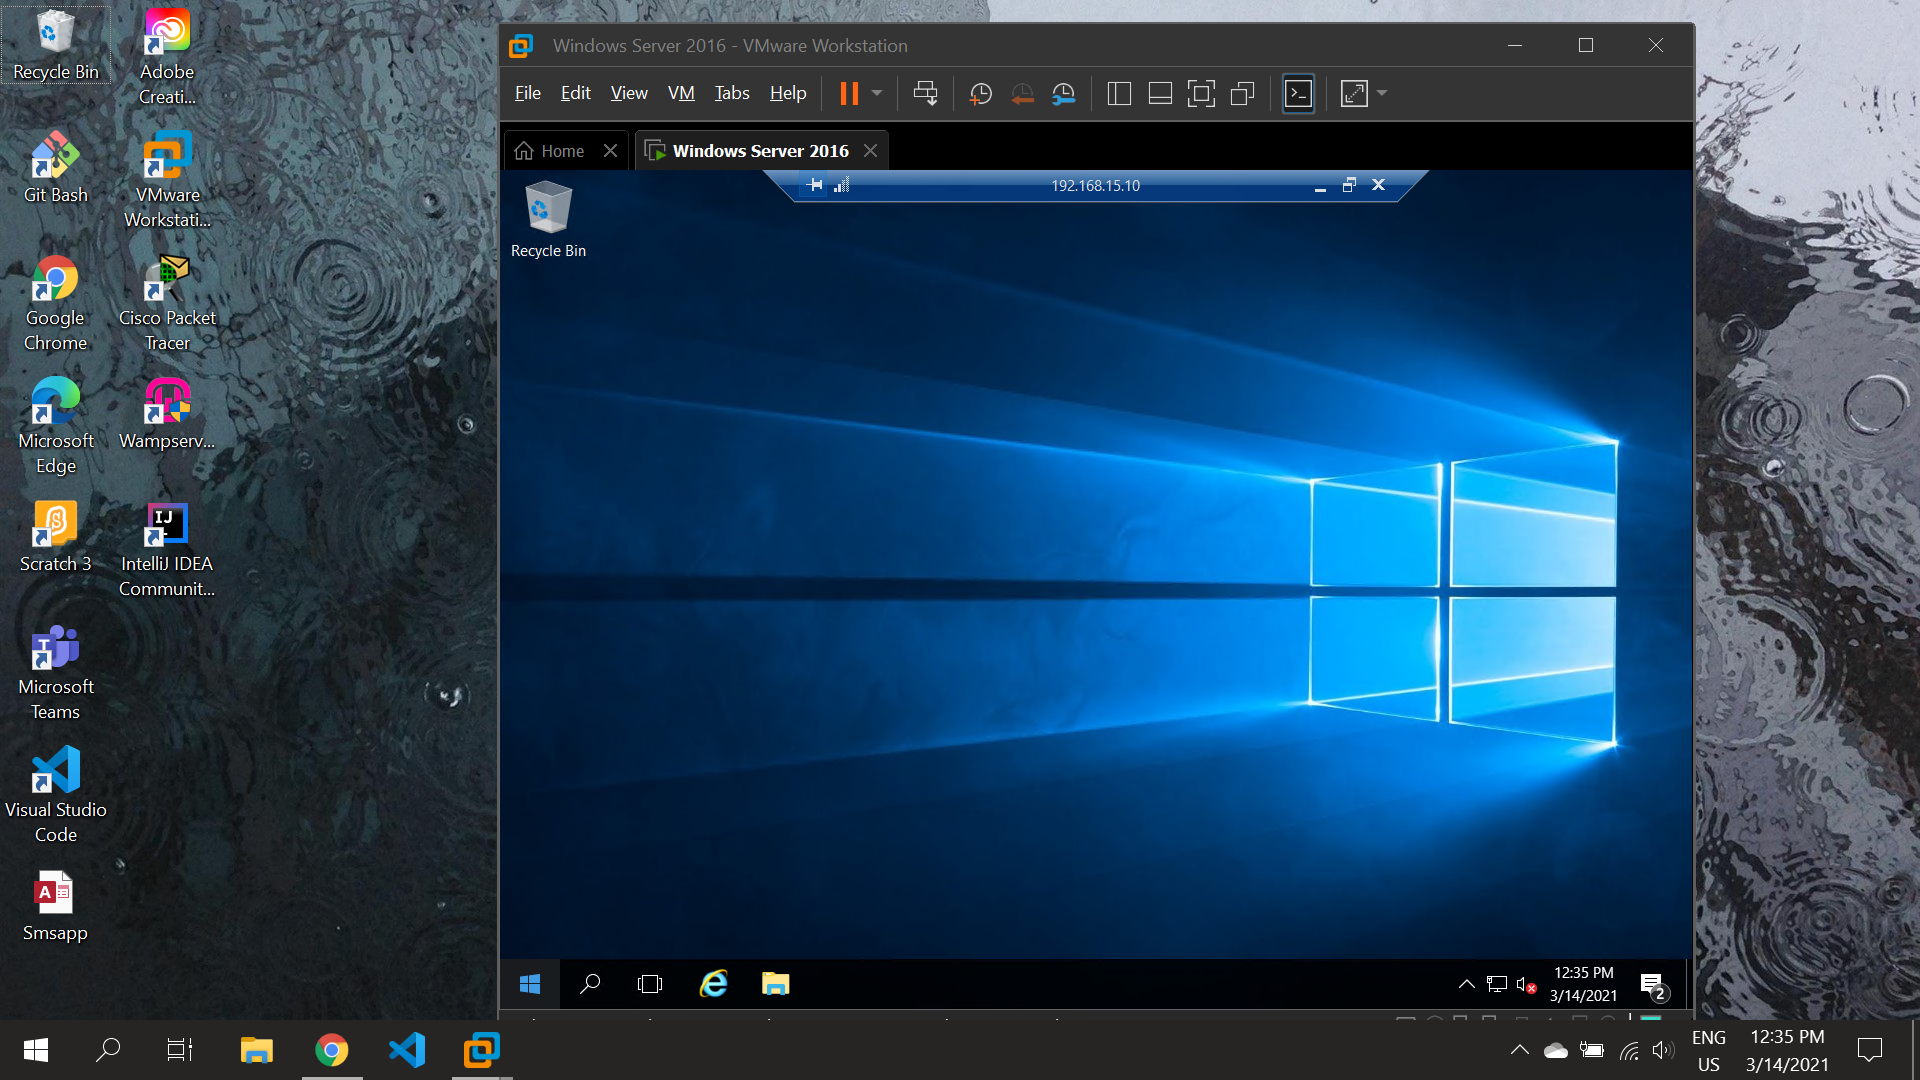 Recycle Bin
Adobe
Creati...
Git Bash
VMware
Workstati...
Google
Chrome
Cisco Packet
Tracer
Microsoft
Edge
Wampserv...
Scratch 3
IntelliJ IDEA
Communit...
Microsoft
Teams
Visual Studio
Code
Smsapp
Windows Server 2016 - VMware Workstation
File Edit View VM Tabs Help
Home
Windows Server 2016
192.168.15.10
Recycle Bin
12:35 PM
3/14/2021
2
ENG
US
12:35 PM
3/14/2021